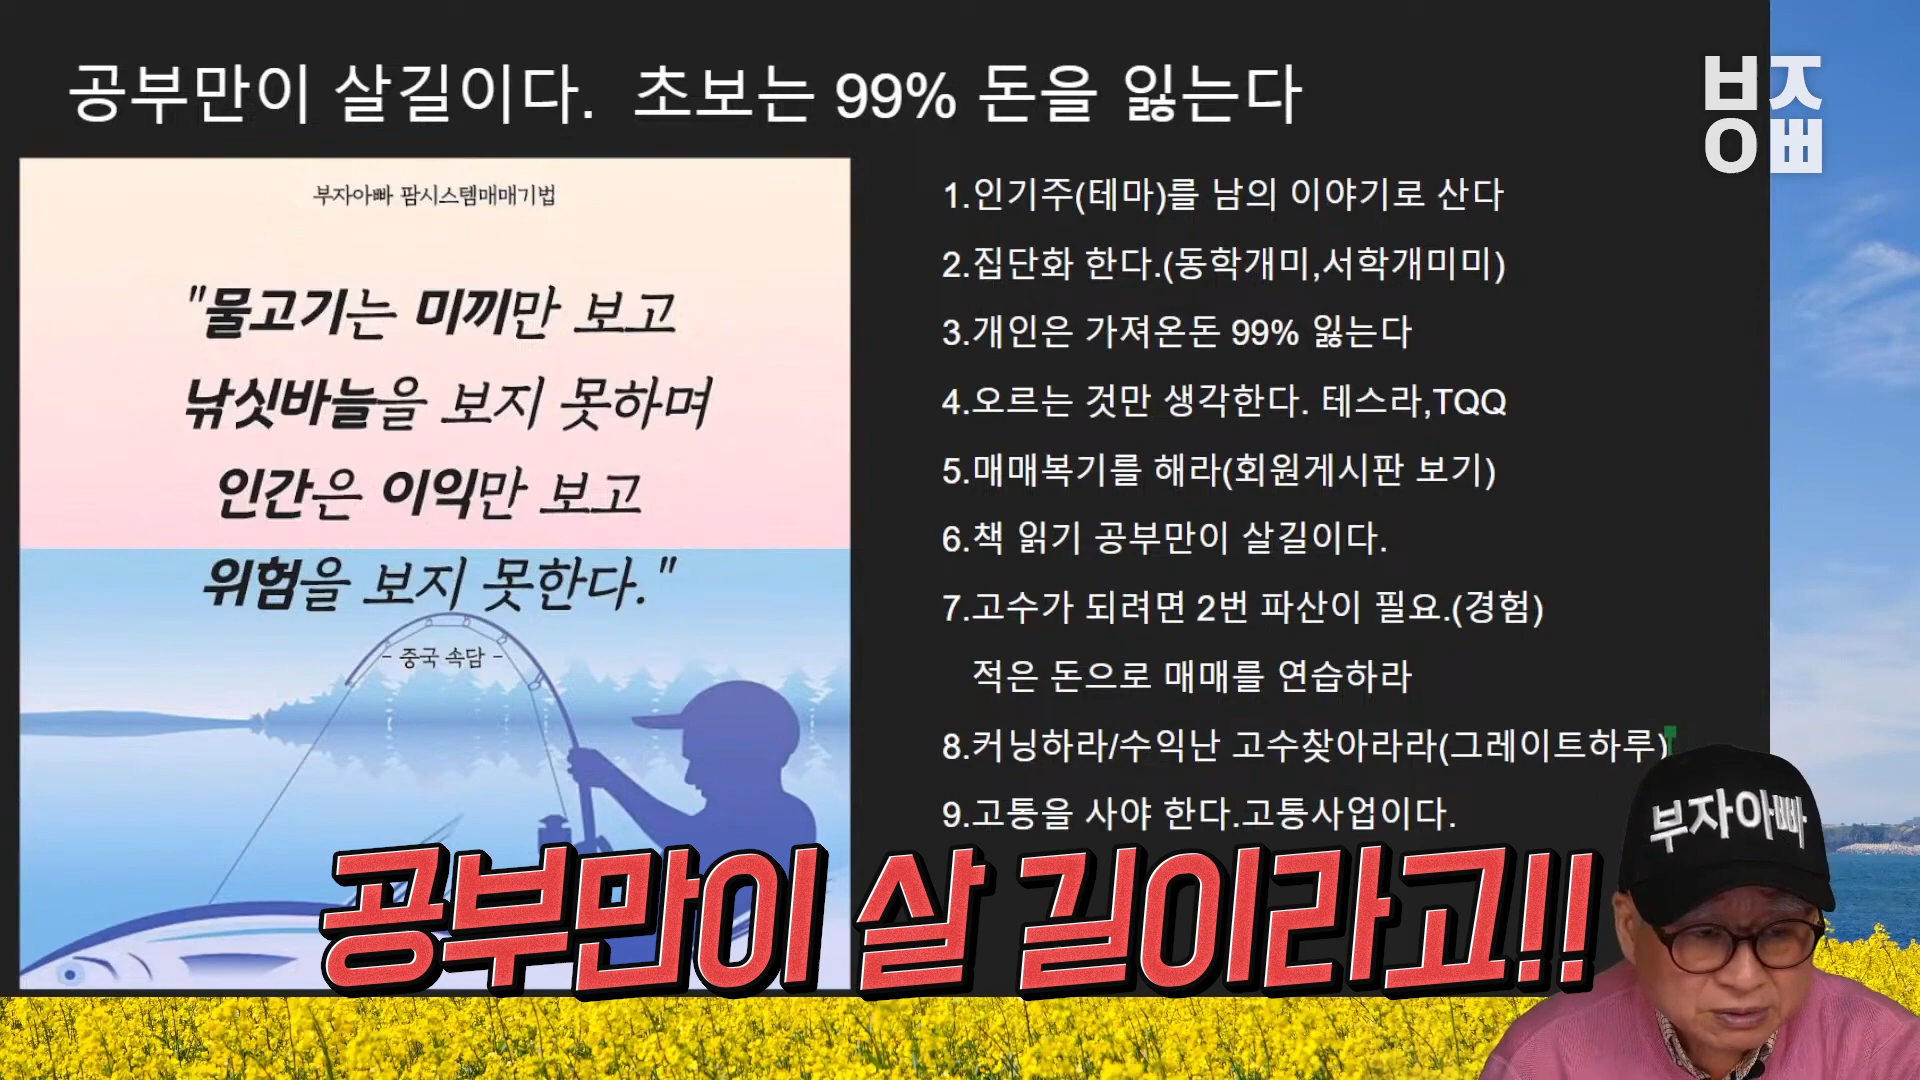 공부만이 살길이다. 초보는 99% 돈을 잃는다
붕어
부자아빠 팜시스템매매기법
"물고기는 미끼만 보고
낚싯바늘을 보지 못하며
인간은 이익만 보고
위험을 보지 못한다."
- 중국 속담 -
1.인기주(테마)를 남의 이야기로 산다
2.집단화 한다.(동학개미,서학개미미)
3.개인은 가져온돈 99% 잃는다
4.오르는 것만 생각한다. 테스라,TQQ
5.매매복기를 해라(회원게시판 보기)
6.책 읽기 공부만이 살길이다.
7.고수가 되려면 2번 파산이 필요.(경험)
적은 돈으로 매매를 연습하라
8.커닝하라/수익난 고수찾아라라(그레이트하루)
9.고통을 사야 한다.고통사업이다.
부자아빠
공부만이 살 길이라고!!